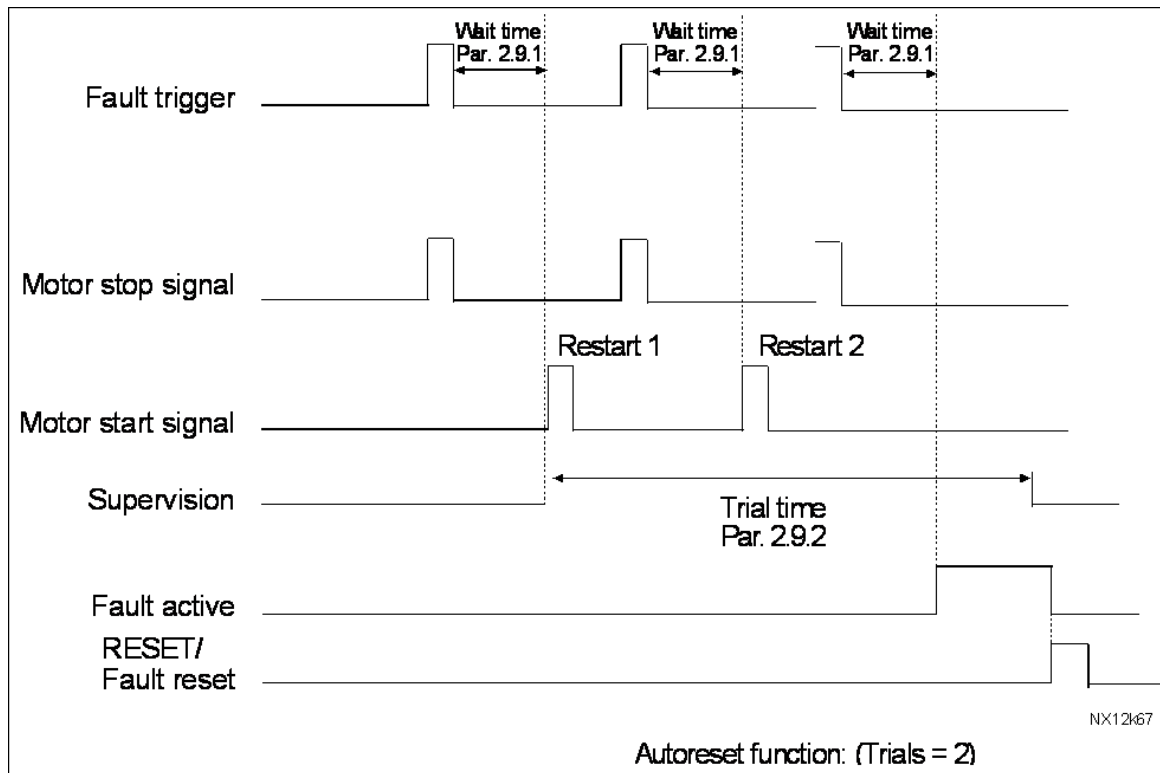 Wait time
Par. 2.9.1
Wait time
Par. 2.9.1
Wait time
Par. 2.9.1
Fault trigger
Motor stop signal
Restart 1
Restart 2
Motor start signal
Supervision
Trial time
Par. 2.9.2
Fault active
RESET/
Fault reset
NX12k67
Autoreset function: (Trials = 2)